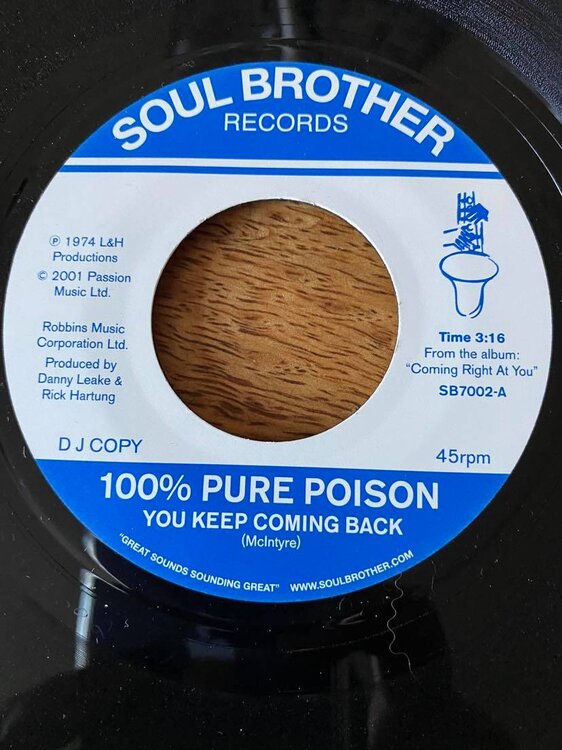 SOUL BROTHER
RECORDS
℗ 1974 L&H
Productions
© 2001 Passion
Music Ltd.
Robbins Music
Corporation Ltd.
Produced by
Danny Leake &
Rick Hartung
D J COPY
Time 3:16
From the album:
"Coming Right At You"
SB7002-A
45rpm
100% PURE POISON
YOU KEEP COMING BACK
(McIntyre)
"GREAT SOUNDS SOUNDING GREAT" WWW.SOULBROTHER.COM